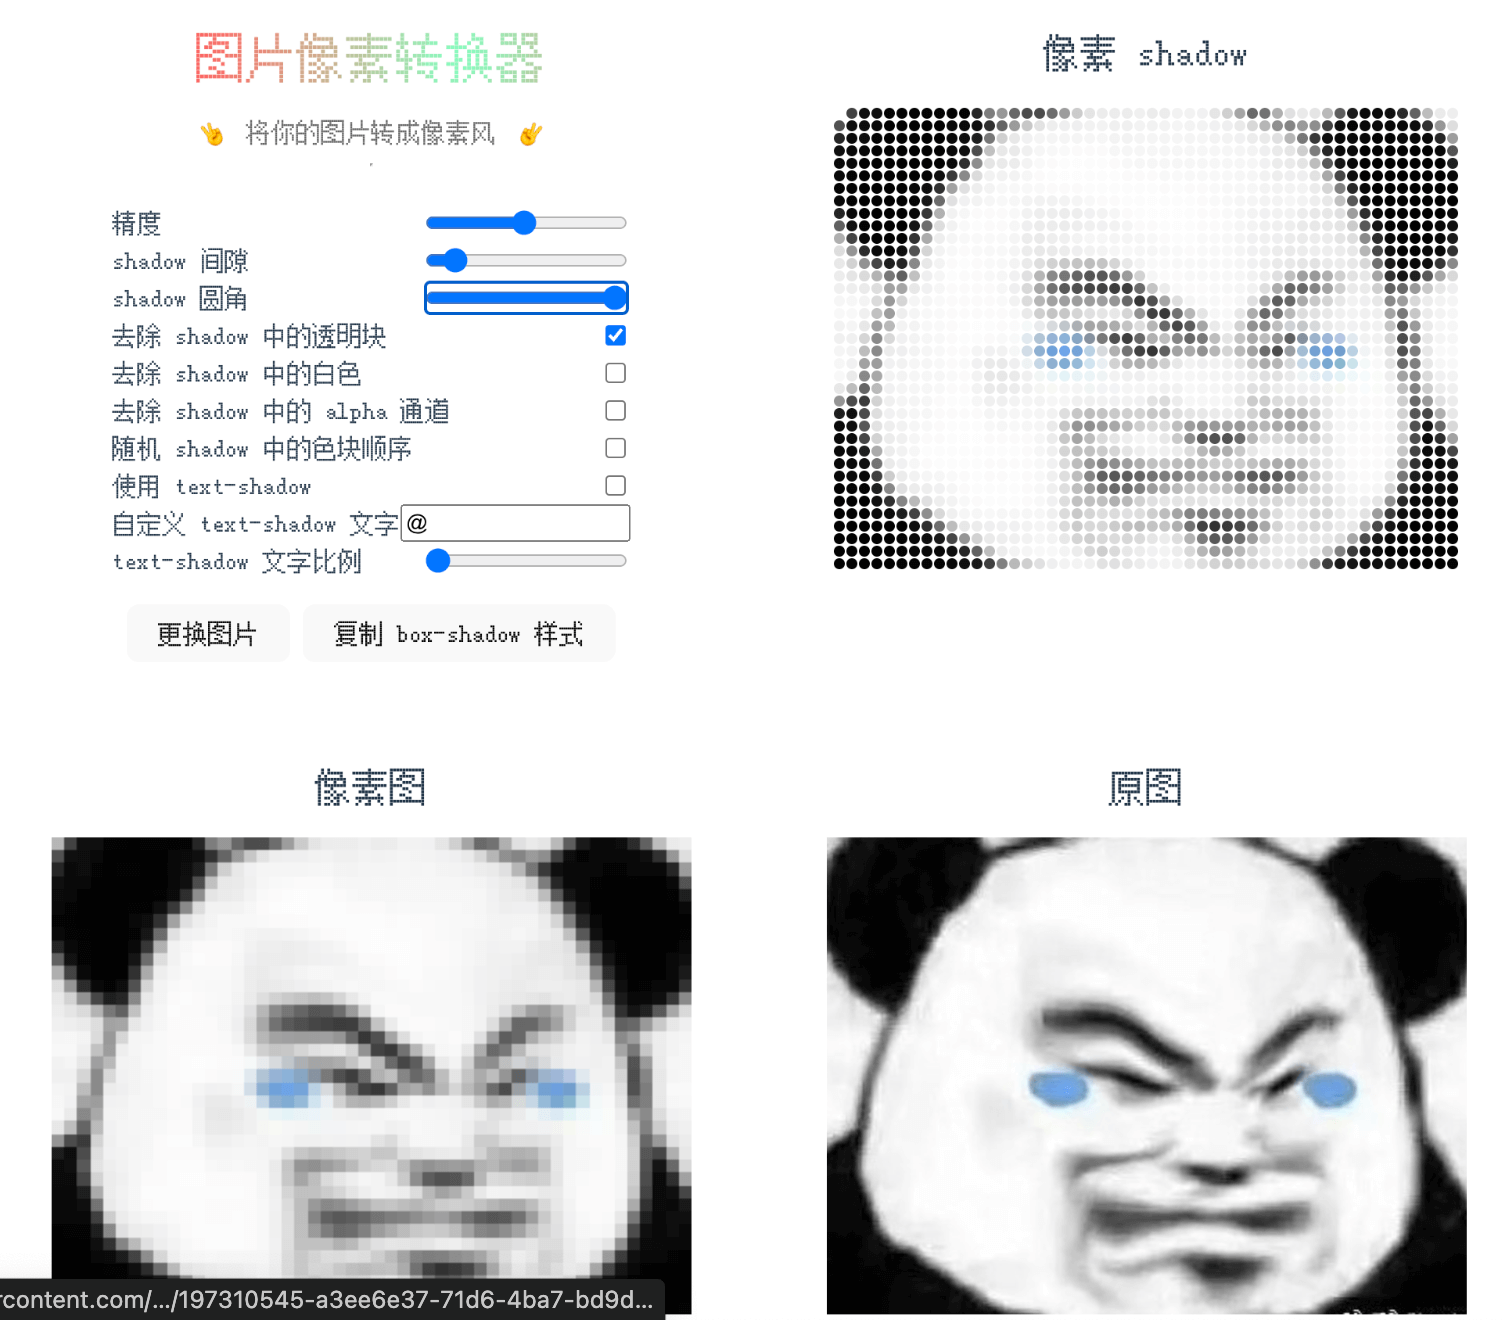 图片像素转换器
✌️ 将你的图片转成像素风 ✌️
精度
shadow 间隙
shadow 圆角
去除 shadow 中的透明块
去除 shadow 中的白色
去除 shadow 中的 alpha 通道
随机 shadow 中的色块顺序
使用 text-shadow
自定义 text-shadow 文字 @
text-shadow 文字比例
更换图片 复制 box-shadow 样式
像素 shadow
像素图
原图
rcontent.com/.../197310545-a3ee6e37-71d6-4ba7-bd9d...